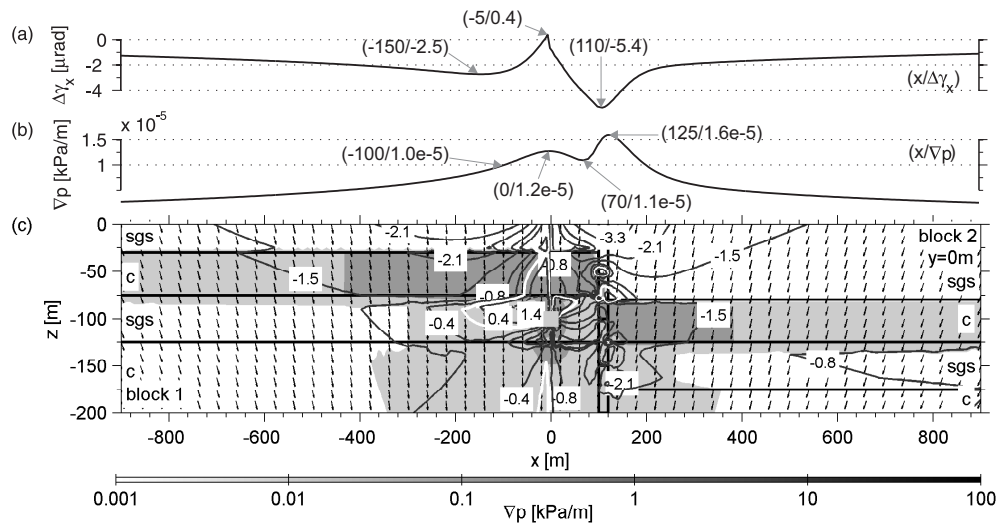 (a)
(-5/0.4)
(-150/-2.5)
(110/-5.4)
0
-2
-4
Δγx [μrad]
(x/Δγx)
(b)
x 10^-5
1.5
1
∇p [kPa/m]
(-100/1.0e-5)
(0/1.2e-5)
(70/1.1e-5)
(125/1.6e-5)
(x/∇p)
(c)
0
-50
-100
-150
-200
z [m]
sgs
c
sgs
c
block 1
block 2
y=0m
sgs
c
sgs
c
-2.1
-3.3
-2.1
-1.5
-1.5
-2.1
0.8
-0.8
-0.4
0.4
1.4
-1.5
-0.8
-0.4
-0.8
-2.1
-800 -600 -400 -200 0 200 400 600 800
x [m]
0.001 0.01 0.1 1 10 100
∇p [kPa/m]